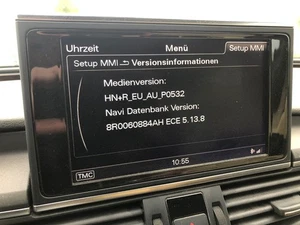 Uhrzeit Menü Setup MMI
Setup MMI Versionsinformationen
Medienversion:
HN+R_EU_AU_P0532
Navi Datenbank Version:
8R0060884AH ECE 5.13.8
10:55
TMC